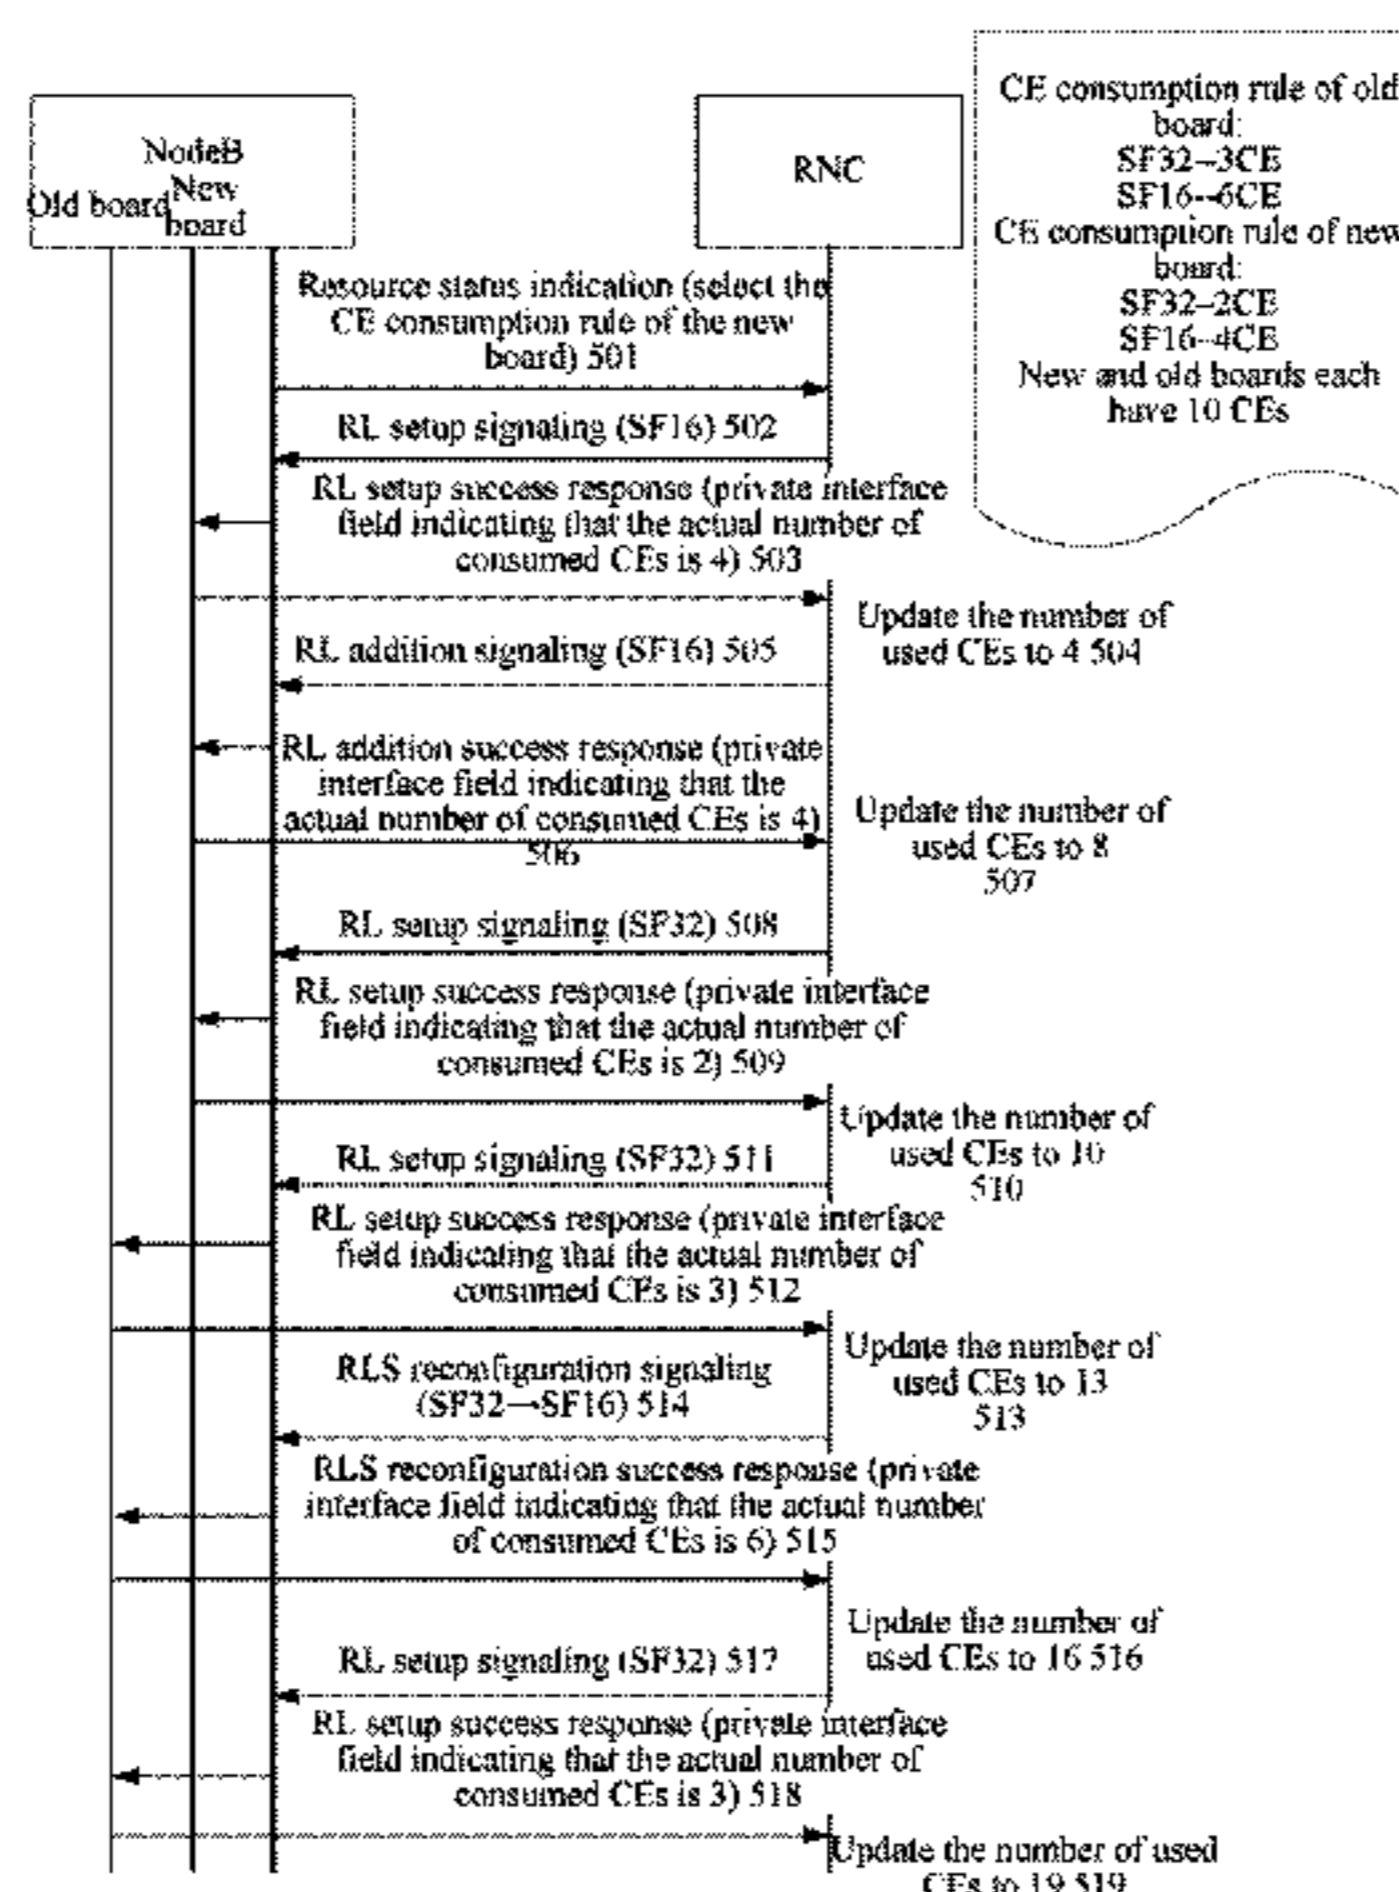 NodeB
Old board
New
board
RNC
CE consumption rule of old
board:
SF32--3CE
SF16--6CE
CE consumption rule of new
board:
SF32--2CE
SF16--4CE
New and old boards each
have 10 CEs
Resource status indication (select the
CE consumption rule of the new
board) 501
RL setup signaling (SF16) 502
RL setup success response (private interface
field indicating that the actual number of
consumed CEs is 4) 503
Update the number of
used CEs to 4 504
RL addition signaling (SF16) 505
RL addition success response (private
interface field indicating that the
actual number of consumed CEs is 4)
506
Update the number of
used CEs to 8
507
RL setup signaling (SF32) 508
RL setup success response (private interface
field indicating that the actual number of
consumed CEs is 2) 509
Update the number of
used CEs to 10
510
RL setup signaling (SF32) 511
RL setup success response (private interface
field indicating that the actual number of
consumed CEs is 3) 512
Update the number of
used CEs to 13
513
RLS reconfiguration signaling
(SF32→SF16) 514
RLS reconfiguration success response (private
interface field indicating that the actual number
of consumed CEs is 6) 515
Update the number of
used CEs to 16 516
RL setup signaling (SF32) 517
RL setup success response (private interface
field indicating that the actual number of
consumed CEs is 3) 518
Update the number of used
CEs to 19 519